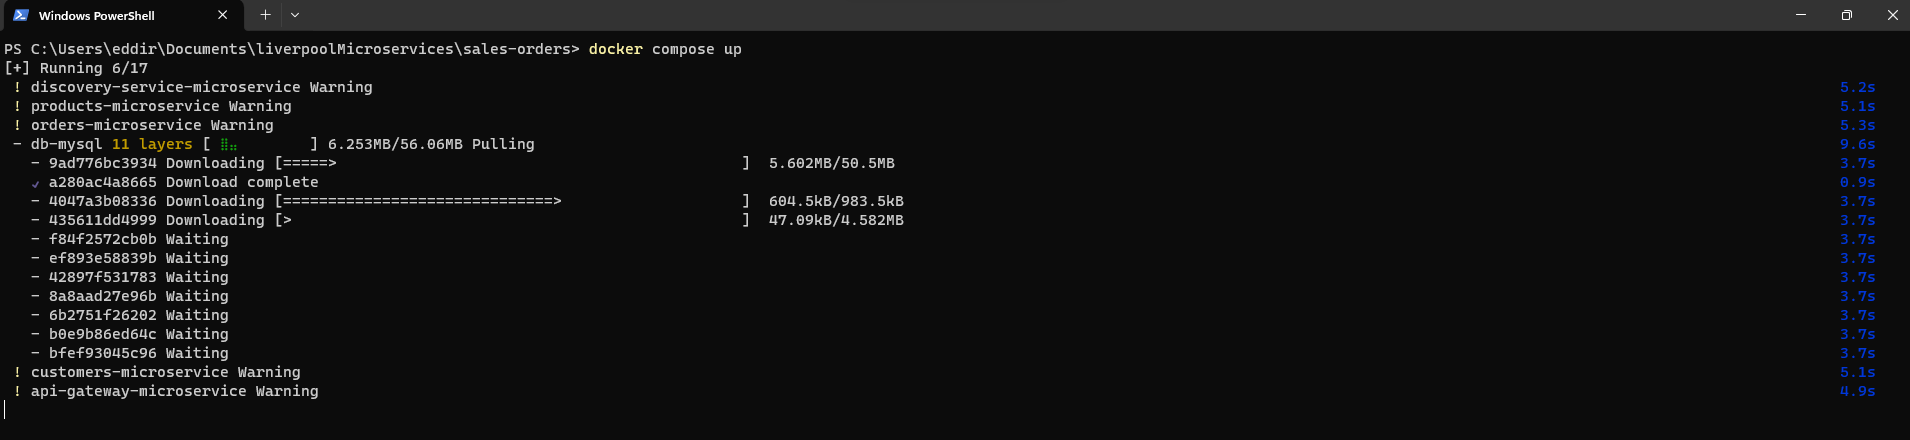 Windows PowerShell
PS C:\Users\eddir\Documents\liverpoolMicroservices\sales-orders> docker compose up
[+] Running 6/17
! discovery-service-microservice Warning 5.2s
! products-microservice Warning 5.1s
! orders-microservice Warning 5.3s
- db-mysql 11 layers [ ⣿⣤        ] 6.253MB/56.06MB Pulling 9.6s
- 9ad776bc3934 Downloading [=====>                                             ]  5.602MB/50.5MB 3.7s
✓ a280ac4a8665 Download complete 0.9s
- 4047a3b08336 Downloading [==============================>                    ]  604.5kB/983.5kB 3.7s
- 435611dd4999 Downloading [>                                                  ]  47.09kB/4.582MB 3.7s
- f84f2572cb0b Waiting 3.7s
- ef893e58839b Waiting 3.7s
- 42897f531783 Waiting 3.7s
- 8a8aad27e96b Waiting 3.7s
- 6b2751f26202 Waiting 3.7s
- b0e9b86ed64c Waiting 3.7s
- bfef93045c96 Waiting 3.7s
! customers-microservice Warning 5.1s
! api-gateway-microservice Warning 4.9s